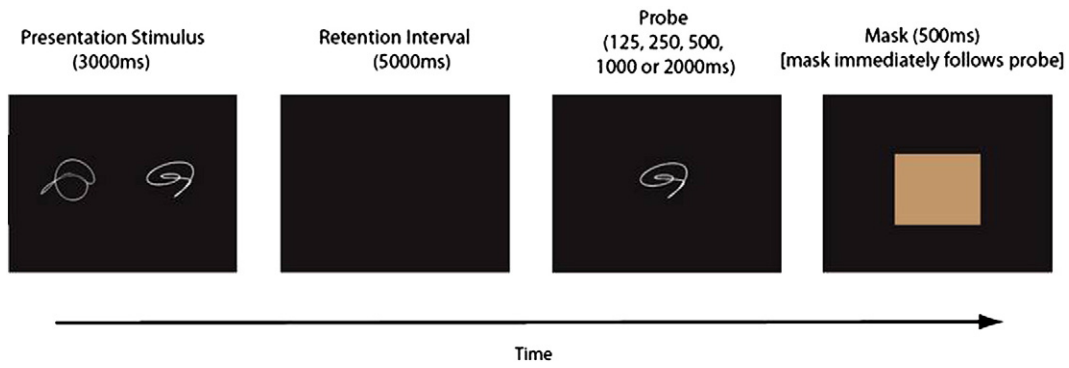 Presentation Stimulus
(3000ms)
Retention Interval
(5000ms)
Probe
(125, 250, 500,
1000 or 2000ms)
Mask (500ms)
[mask immediately follows probe]
Time